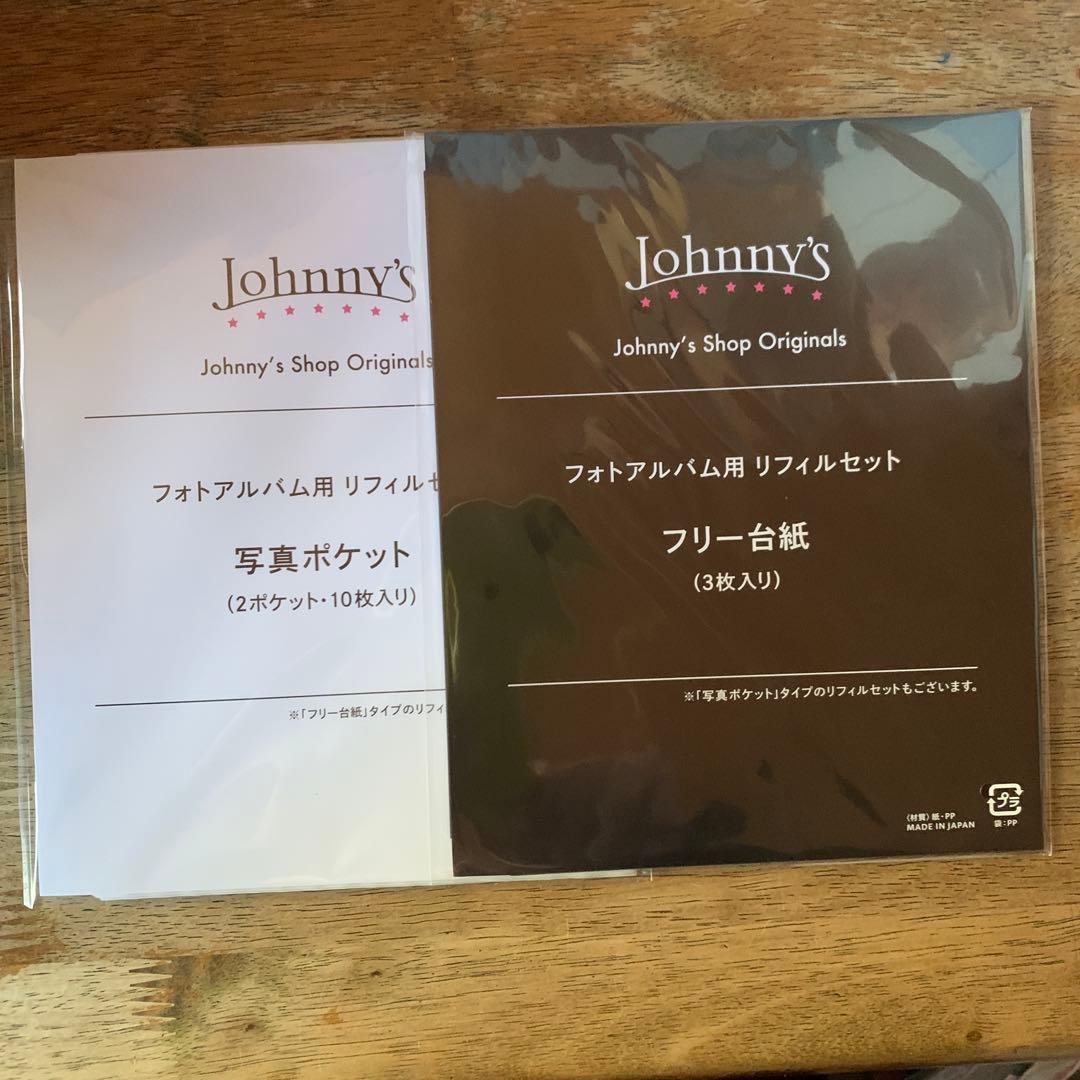 Johnny's
Johnny's Shop Originals
フォトアルバム用 リフィルセ
写真ポケット
(2ポケット・10枚入り)
※「フリー台紙」タイプのリフィ
Johnny's
Johnny's Shop Originals
フォトアルバム用 リフィルセット
フリー台紙
(3枚入り)
※「写真ポケット」タイプのリフィルセットもございます。
〈材質〉紙・PP
MADE IN JAPAN
プラ
袋:PP